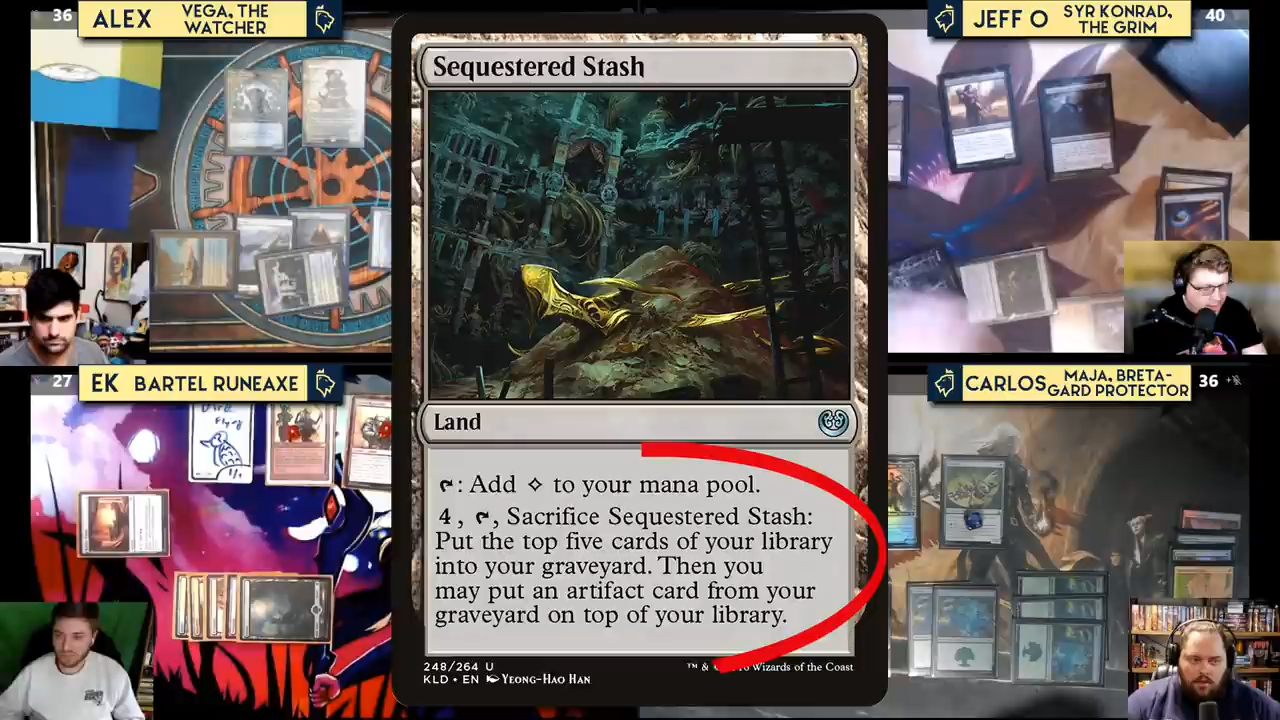 36
ALEX
VEGA, THE
WATCHER
JEFF O
SYR KONRAD,
THE GRIM
40
Sequestered Stash
27
EK
BARTEL RUNEAXE
CARLOS
MAJA, BRETA-
GARD PROTECTOR
36
Land
: Add to your mana pool.
4, , Sacrifice Sequestered Stash:
Put the top five cards of your library
into your graveyard. Then you
may put an artifact card from your
graveyard on top of your library.
248/264 U
KLD • EN Yeong-Hao Han
Wizards of the Coast